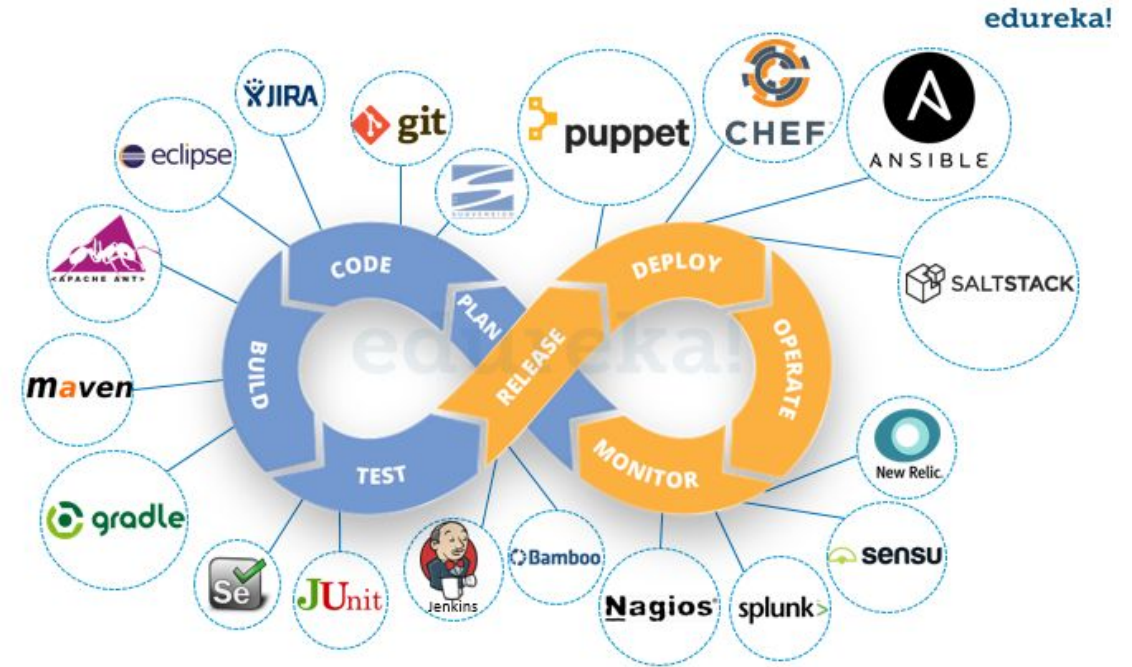 edureka!
JIRA
git
puppet
CHEF
ANSIBLE
eclipse
SUBVERSION
APACHE ANT
SALTSTACK
CODE
PLAN
DEPLOY
BUILD
edureka!
RELEASE
OPERATE
maven
TEST
MONITOR
New Relic.
gradle
Se
JUnit
Jenkins
Bamboo
Nagios®
splunk>
sensu